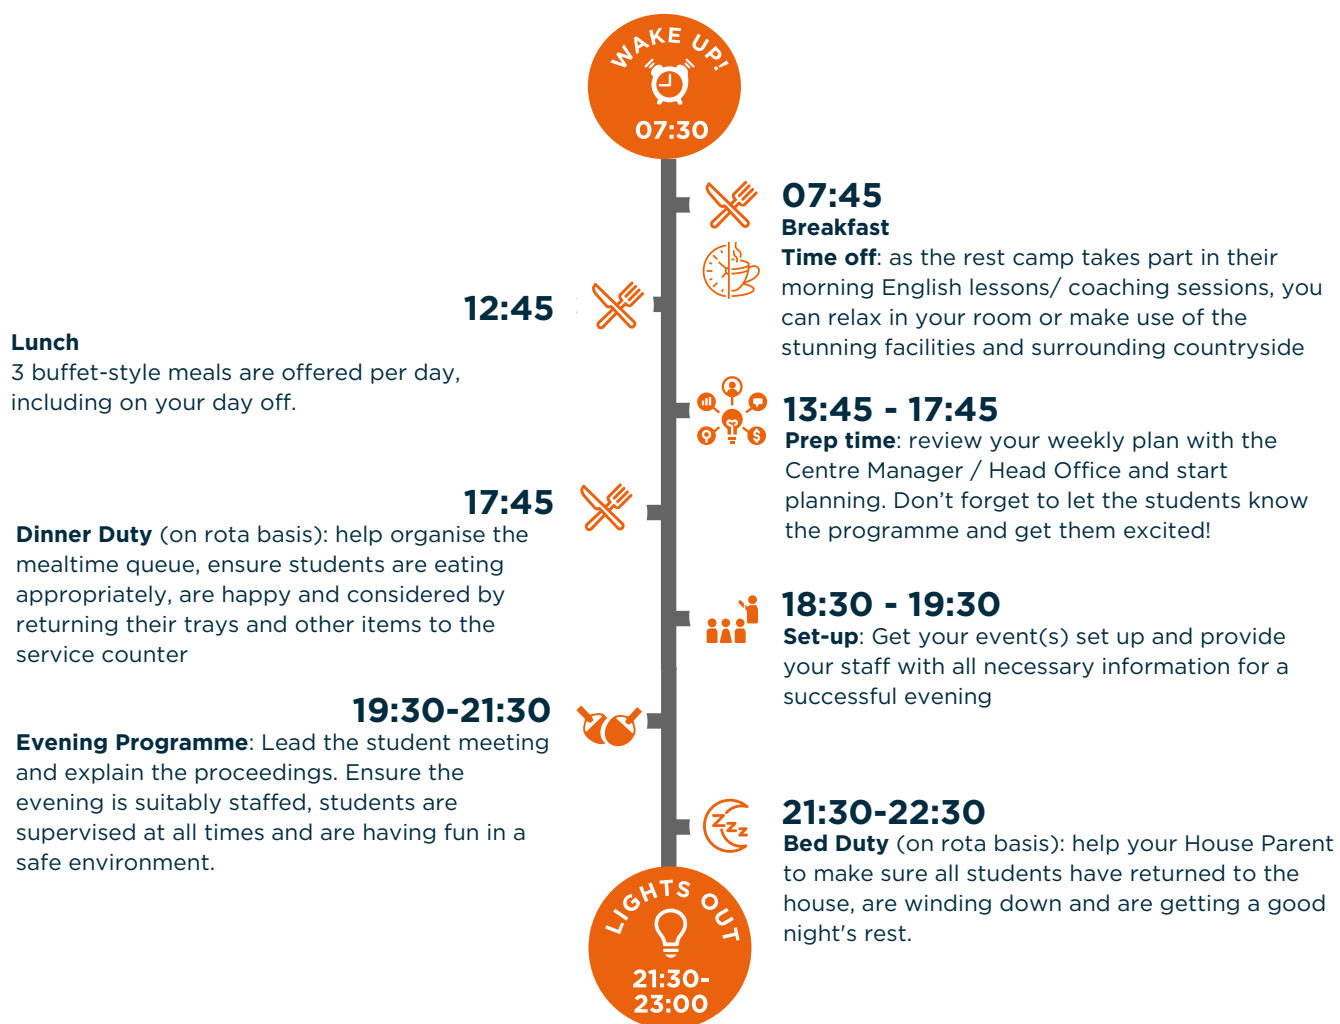 WAKE UP!
07:30
07:45
Breakfast
Time off: as the rest camp takes part in their
morning English lessons/ coaching sessions, you
can relax in your room or make use of the
stunning facilities and surrounding countryside
12:45
Lunch
3 buffet-style meals are offered per day,
including on your day off.
13:45 - 17:45
Prep time: review your weekly plan with the
Centre Manager / Head Office and start
planning. Don’t forget to let the students know
the programme and get them excited!
17:45
Dinner Duty (on rota basis): help organise the
mealtime queue, ensure students are eating
appropriately, are happy and considered by
returning their trays and other items to the
service counter
18:30 - 19:30
Set-up: Get your event(s) set up and provide
your staff with all necessary information for a
successful evening
19:30-21:30
Evening Programme: Lead the student meeting
and explain the proceedings. Ensure the
evening is suitably staffed, students are
supervised at all times and are having fun in a
safe environment.
zzz
21:30-22:30
Bed Duty (on rota basis): help your House Parent
to make sure all students have returned to the
house, are winding down and are getting a good
night's rest.
LIGHTS OUT
21:30-
23:00